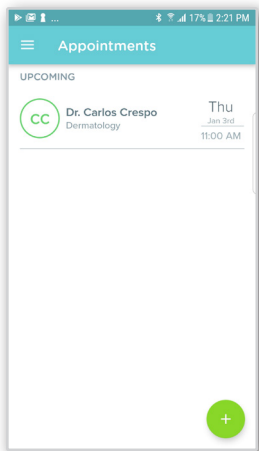 ... 17% 2:21 PM
Appointments
UPCOMING
CC
Dr. Carlos Crespo
Dermatology
Thu
Jan 3rd
11:00 AM
+